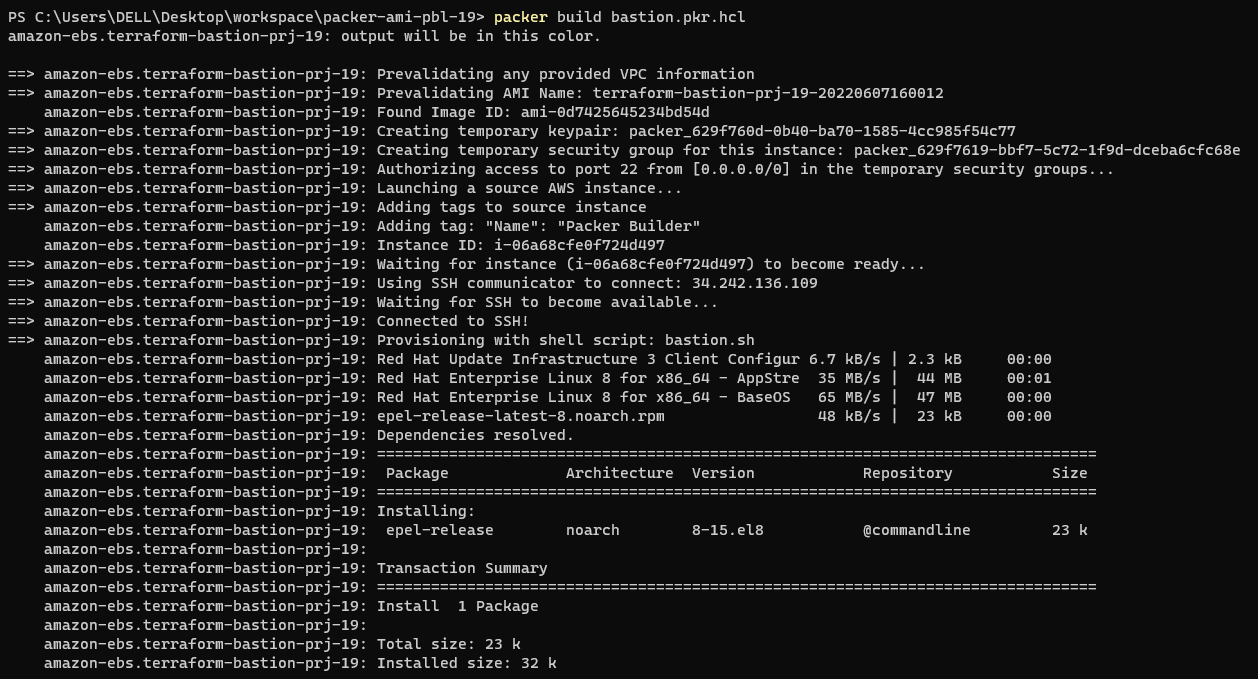 PS C:\Users\DELL\Desktop\workspace\packer-ami-pbl-19> packer build bastion.pkr.hcl
amazon-ebs.terraform-bastion-prj-19: output will be in this color.

==> amazon-ebs.terraform-bastion-prj-19: Prevalidating any provided VPC information
==> amazon-ebs.terraform-bastion-prj-19: Prevalidating AMI Name: terraform-bastion-prj-19-20220607160012
    amazon-ebs.terraform-bastion-prj-19: Found Image ID: ami-0d7425645234bd54d
==> amazon-ebs.terraform-bastion-prj-19: Creating temporary keypair: packer_629f760d-0b40-ba70-1585-4cc985f54c77
==> amazon-ebs.terraform-bastion-prj-19: Creating temporary security group for this instance: packer_629f7619-bbf7-5c72-1f9d-dceba6cfc68e
==> amazon-ebs.terraform-bastion-prj-19: Authorizing access to port 22 from [0.0.0.0/0] in the temporary security groups...
==> amazon-ebs.terraform-bastion-prj-19: Launching a source AWS instance...
==> amazon-ebs.terraform-bastion-prj-19: Adding tags to source instance
    amazon-ebs.terraform-bastion-prj-19: Adding tag: "Name": "Packer Builder"
    amazon-ebs.terraform-bastion-prj-19: Instance ID: i-06a68cfe0f724d497
==> amazon-ebs.terraform-bastion-prj-19: Waiting for instance (i-06a68cfe0f724d497) to become ready...
==> amazon-ebs.terraform-bastion-prj-19: Using SSH communicator to connect: 34.242.136.109
==> amazon-ebs.terraform-bastion-prj-19: Waiting for SSH to become available...
==> amazon-ebs.terraform-bastion-prj-19: Connected to SSH!
==> amazon-ebs.terraform-bastion-prj-19: Provisioning with shell script: bastion.sh
    amazon-ebs.terraform-bastion-prj-19: Red Hat Update Infrastructure 3 Client Configur 6.7 kB/s | 2.3 kB     00:00
    amazon-ebs.terraform-bastion-prj-19: Red Hat Enterprise Linux 8 for x86_64 - AppStre  35 MB/s |  44 MB     00:01
    amazon-ebs.terraform-bastion-prj-19: Red Hat Enterprise Linux 8 for x86_64 - BaseOS   65 MB/s |  47 MB     00:00
    amazon-ebs.terraform-bastion-prj-19: epel-release-latest-8.noarch.rpm                 48 kB/s |  23 kB     00:00
    amazon-ebs.terraform-bastion-prj-19: Dependencies resolved.
    amazon-ebs.terraform-bastion-prj-19: ================================================================================
    amazon-ebs.terraform-bastion-prj-19:  Package             Architecture  Version            Repository           Size
    amazon-ebs.terraform-bastion-prj-19: ================================================================================
    amazon-ebs.terraform-bastion-prj-19: Installing:
    amazon-ebs.terraform-bastion-prj-19:  epel-release        noarch        8-15.el8           @commandline         23 k
    amazon-ebs.terraform-bastion-prj-19:
    amazon-ebs.terraform-bastion-prj-19: Transaction Summary
    amazon-ebs.terraform-bastion-prj-19: ================================================================================
    amazon-ebs.terraform-bastion-prj-19: Install  1 Package
    amazon-ebs.terraform-bastion-prj-19:
    amazon-ebs.terraform-bastion-prj-19: Total size: 23 k
    amazon-ebs.terraform-bastion-prj-19: Installed size: 32 k